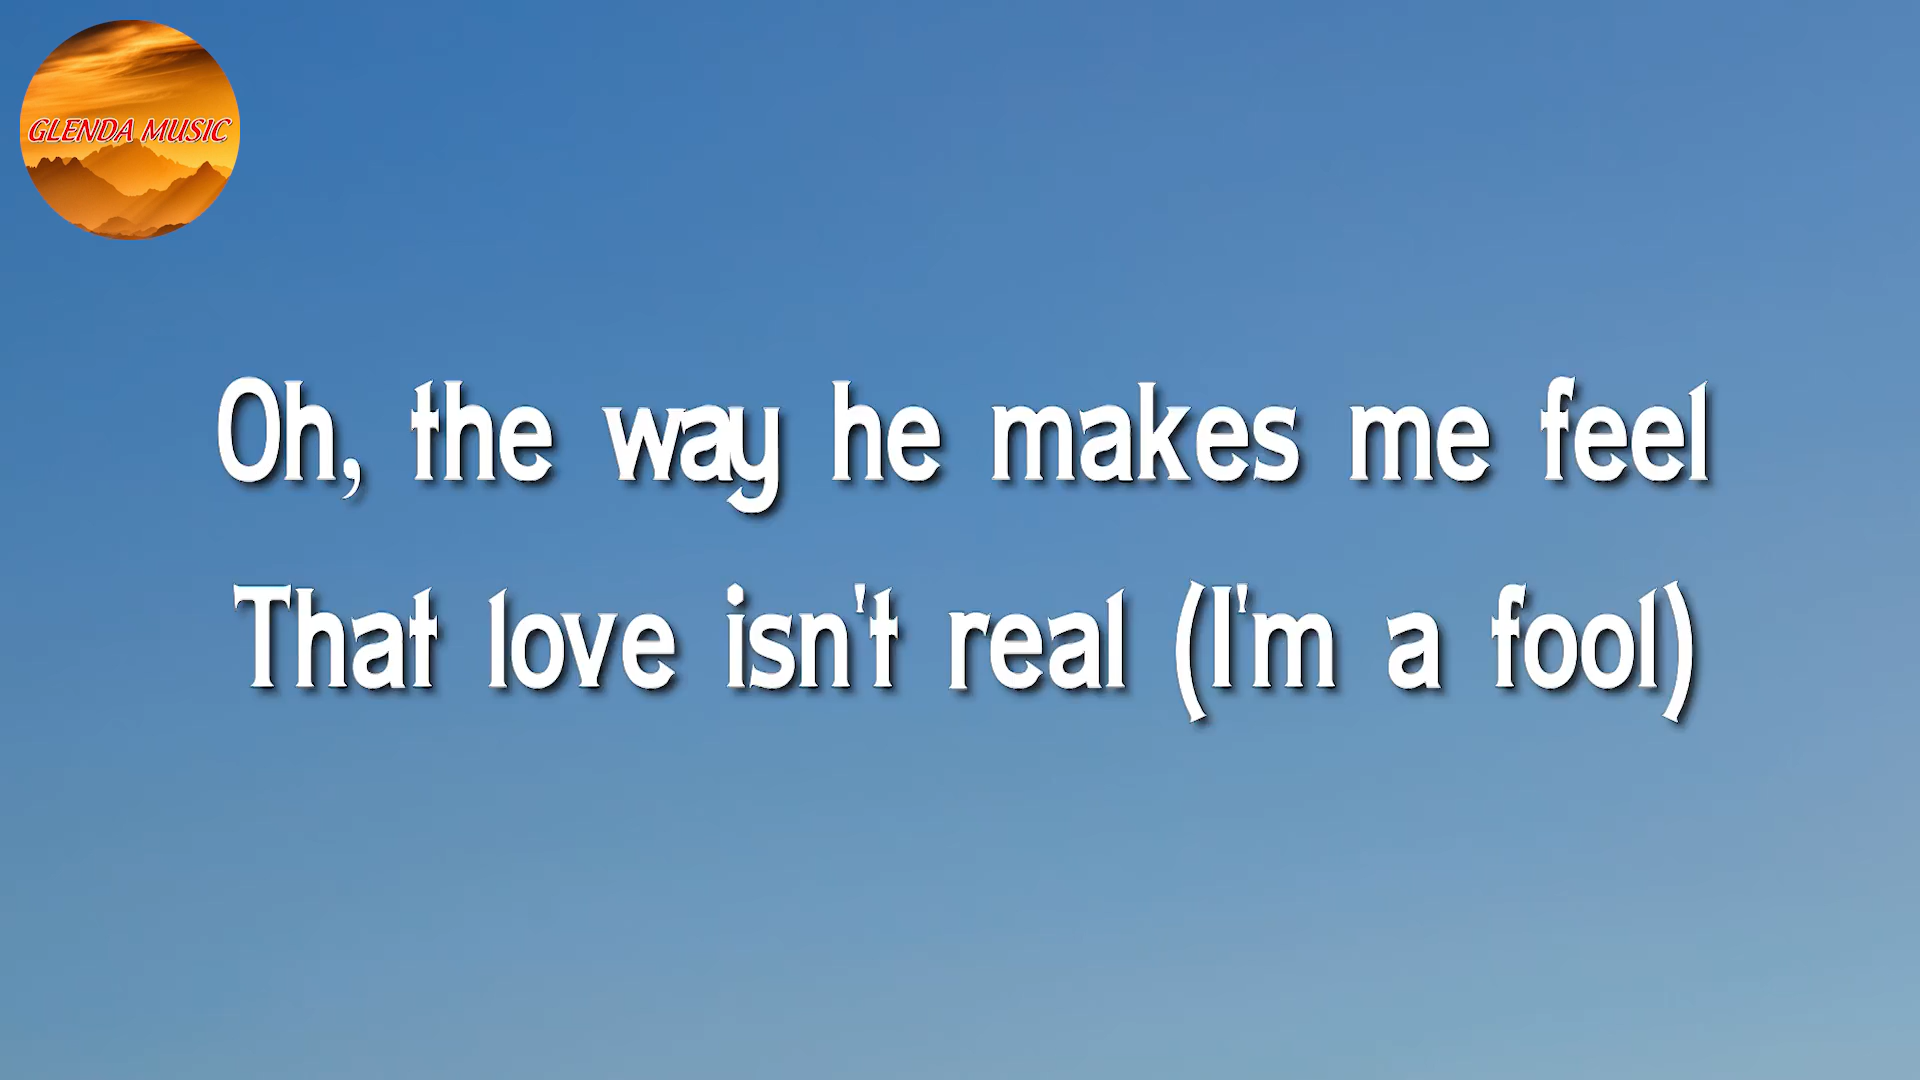 GLENDA MUSIC
Oh, the way he makes me feel
That love isn't real (I'm a fool)